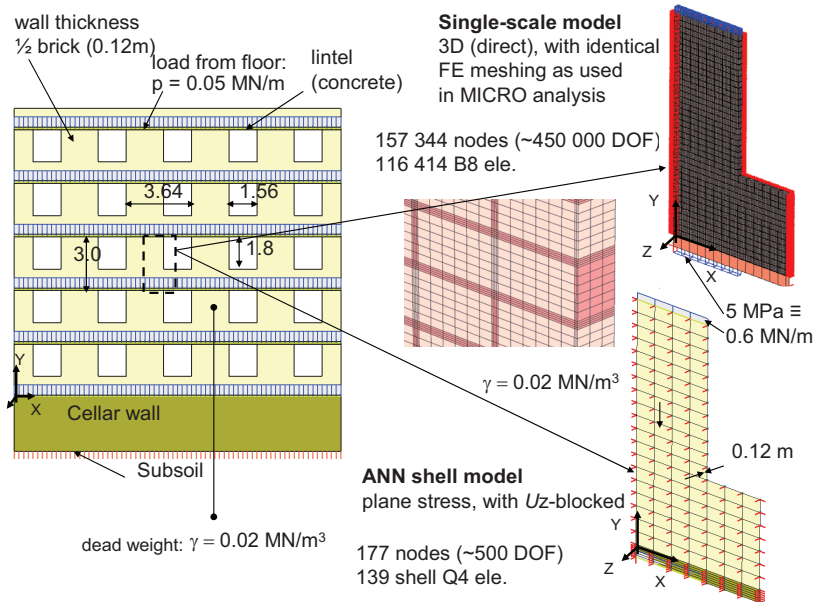 wall thickness
½ brick (0.12m)
load from floor:
p = 0.05 MN/m
lintel
(concrete)
3.64
1.56
3.0
1.8
Y
X
Cellar wall
Subsoil
dead weight: γ = 0.02 MN/m³
Single-scale model
3D (direct), with identical
FE meshing as used
in MICRO analysis
157 344 nodes (~450 000 DOF)
116 414 B8 ele.
Y
Z
X
5 MPa ≡
0.6 MN/m
γ = 0.02 MN/m³
0.12 m
ANN shell model
plane stress, with Uz-blocked
177 nodes (~500 DOF)
139 shell Q4 ele.
Y
Z
X